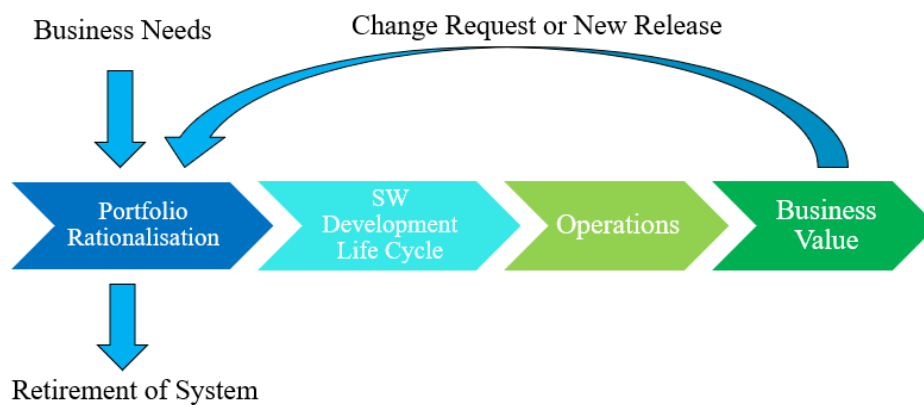 Business Needs
Change Request or New Release
Portfolio
Rationalisation
SW
Development
Life Cycle
Operations
Business
Value
Retirement of System